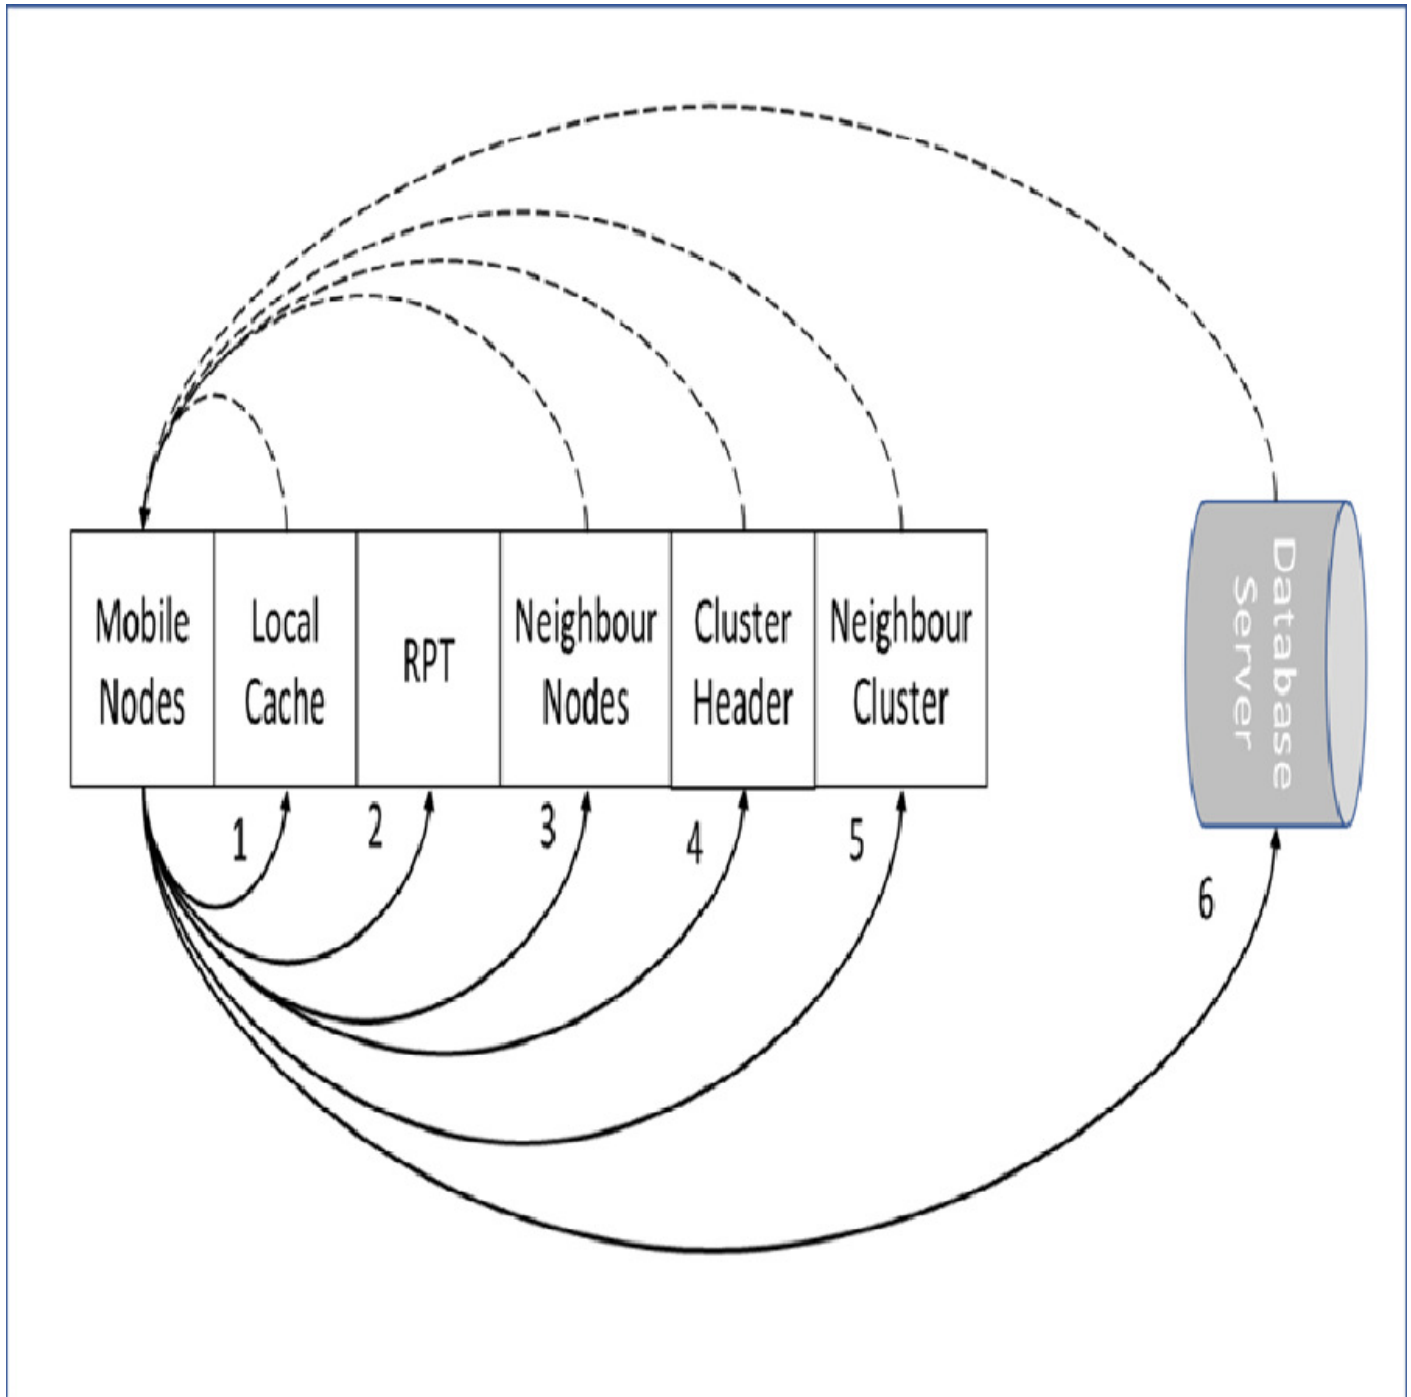 Mobile
Nodes
Local
Cache
RPT
Neighbour
Nodes
Cluster
Header
Neighbour
Cluster
Database
Server
1
2
3
4
5
6